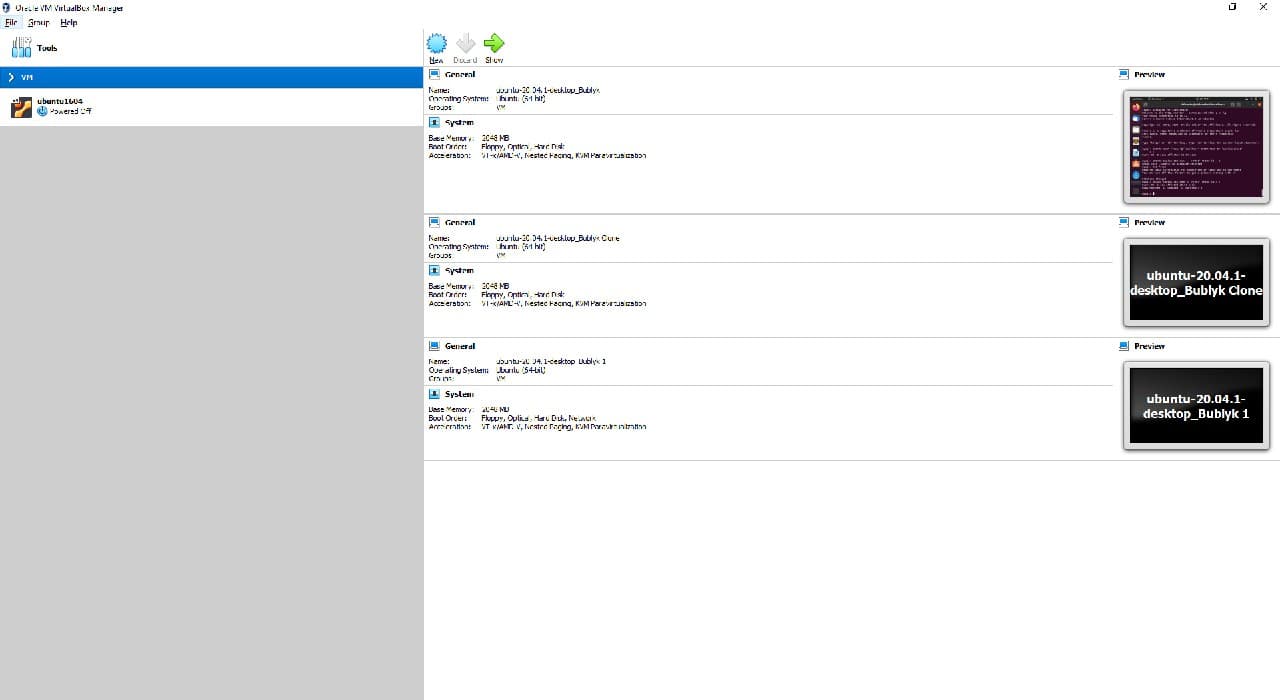 Oracle VM VirtualBox Manager
File Group Help
Tools
New Discard Show
VM
ubuntu1604
Powered Off
General
Name: ubuntu-20.04.1-desktop_Bublyk
Operating System: Ubuntu (64-bit)
Groups: VM
System
Base Memory: 2048 MB
Boot Order: Floppy, Optical, Hard Disk
Acceleration: VT-x/AMD-V, Nested Paging, KVM Paravirtualization
Preview
General
Name: ubuntu-20.04.1-desktop_Bublyk Clone
Operating System: Ubuntu (64-bit)
Groups: VM
System
Base Memory: 2048 MB
Boot Order: Floppy, Optical, Hard Disk
Acceleration: VT-x/AMD-V, Nested Paging, KVM Paravirtualization
Preview
ubuntu-20.04.1-
desktop_Bublyk Clone
General
Name: ubuntu-20.04.1-desktop_Bublyk 1
Operating System: Ubuntu (64-bit)
Groups: VM
System
Base Memory: 2048 MB
Boot Order: Floppy, Optical, Hard Disk, Network
Acceleration: VT-x/AMD-V, Nested Paging, KVM Paravirtualization
Preview
ubuntu-20.04.1-
desktop_Bublyk 1